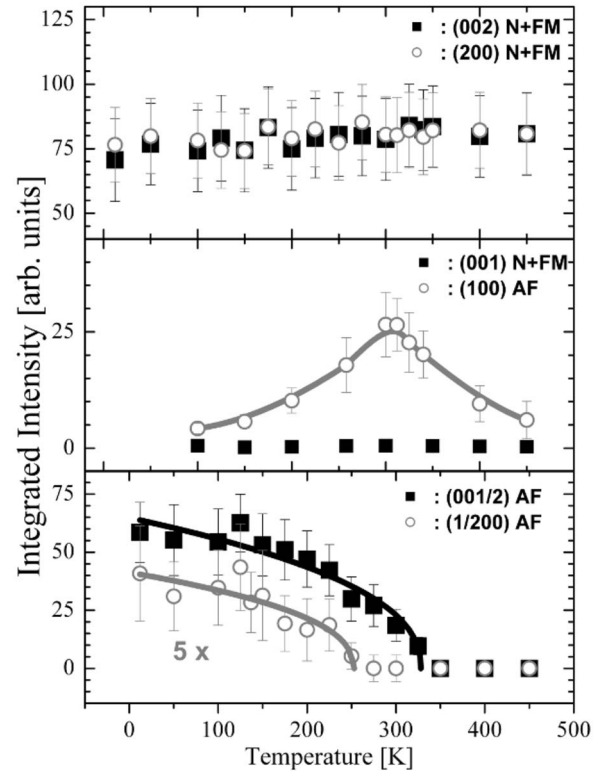 : (002) N+FM
: (200) N+FM
125
100
75
50
: (001) N+FM
: (100) AF
25
0
: (001/2) AF
: (1/200) AF
75
50
25
0
5 x
0 100 200 300 400 500
Temperature [K]
Integrated Intensity [arb. units]